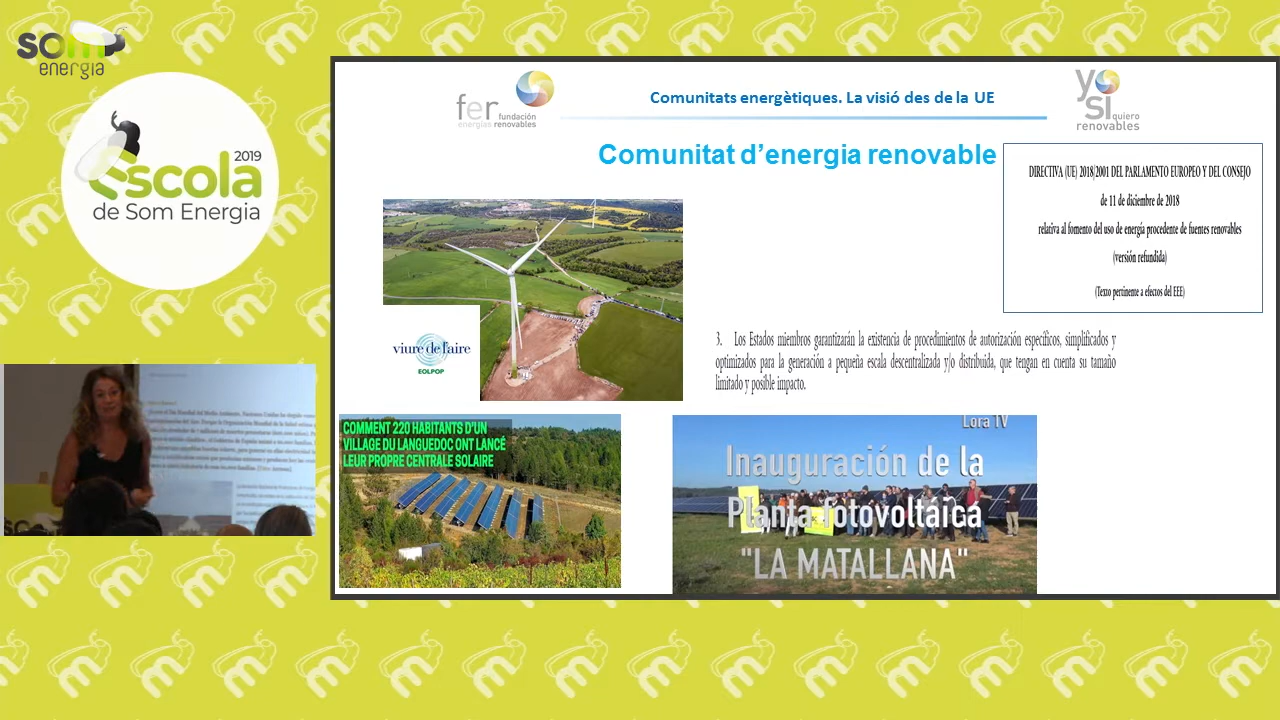 som
energia
2019
Escola
de Som Energia
fer
fundación
energías renovables
Comunitats energètiques. La visió des de la UE
yo
SI quiero
renovables
Comunitat d’energia renovable
DIRECTIVA (UE) 2018/2001 DEL PARLAMENTO EUROPEO Y DEL CONSEJO
de 11 de diciembre de 2018
relativa al fomento del uso de energía procedente de fuentes renovables
(versión refundida)
(Texto pertinente a efectos del EEE)
viure de l'aire
EOLPOP
3. Los Estados miembros garantizarán la existencia de procedimientos de autorización específicos, simplificados y
optimizados para la generación a pequeña escala descentralizada y/o distribuida, que tengan en cuenta su tamaño
limitado y posible impacto.
COMMENT 220 HABITANTS D'UN
VILLAGE DU LANGUEDOC ONT LANCÉ
LEUR PROPRE CENTRALE SOLAIRE
Lora TV
Inauguración de la
Planta fotovoltaica
"LA MATALLANA"